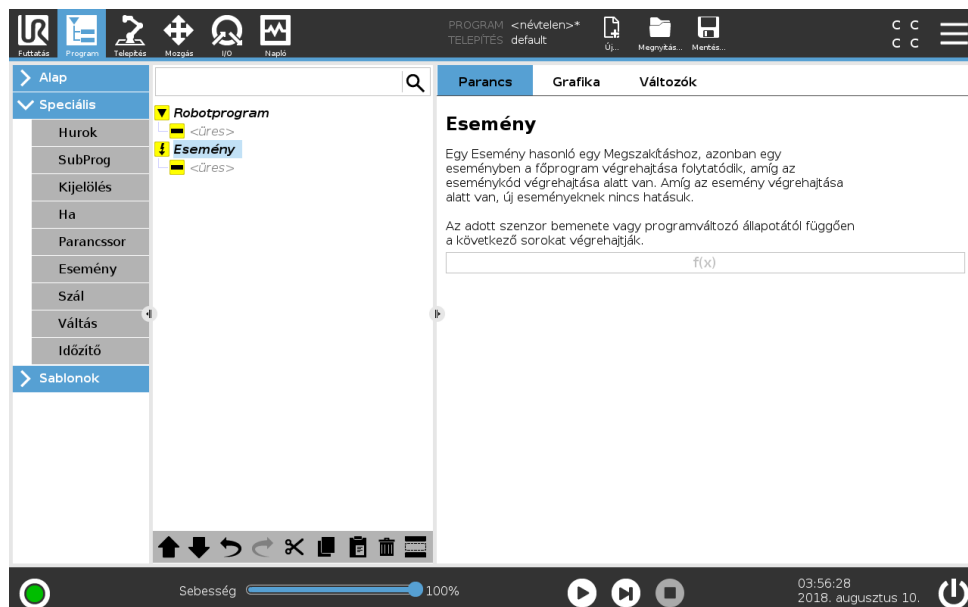 UR
Futtatás
Program
Telepítés
Mozgás
I/O
Napló
PROGRAM <névtelen>*
TELEPÍTÉS default
Új...
Megnyitás...
Mentés...
C C
C C
Alap
Speciális
Hurok
SubProg
Kijelölés
Ha
Parancssor
Esemény
Szál
Váltás
Időzítő
Sablonok
Robotprogram
<üres>
Esemény
<üres>
Parancs
Grafika
Változók
Esemény
Egy Esemény hasonló egy Megszakításhoz, azonban egy
eseményben a főprogram végrehajtása folytatódik, amíg az
eseménykód végrehajtása alatt van. Amíg az esemény végrehajtása
alatt van, új eseményeknek nincs hatásuk.
Az adott szenzor bemenete vagy programváltozó állapotától függően
a következő sorokat végrehajtják.
f(x)
Sebesség
100%
03:56:28
2018. augusztus 10.